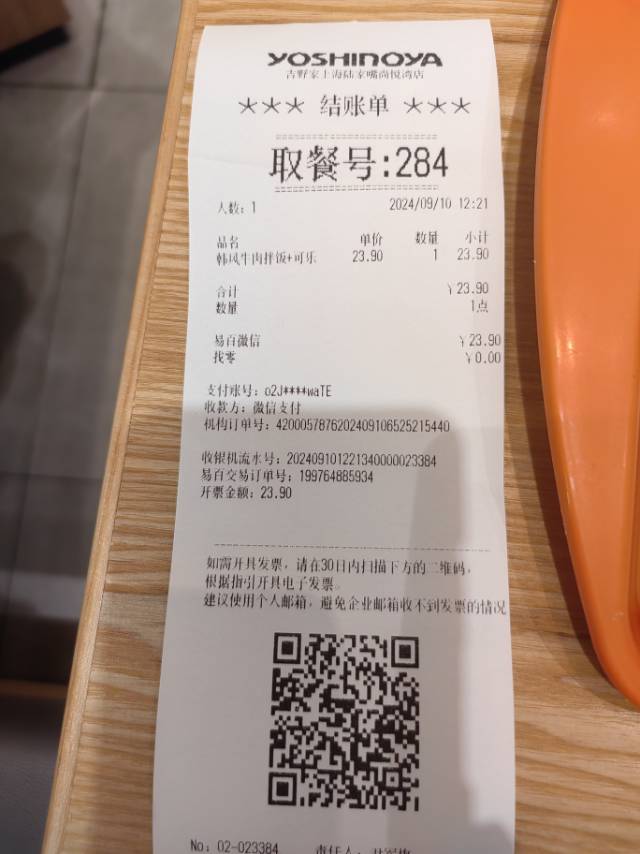 YOSHINOYA
吉野家上海陆家嘴尚悦湾店
*** 结账单 ***
取餐号:284
人数: 1 2024/09/10 12:21
品名 单价 数量 小计
韩风牛肉拌饭+可乐 23.90 1 23.90
合计 ¥23.90
数量 1点
易百微信 ¥23.90
找零 ¥0.00
支付账号: o2J****waTE
收款方: 微信支付
机构订单号: 4200057876202409106525215440
收银机流水号: 202409101221340000023384
易百交易订单号: 199764885934
开票金额: 23.90
如需开具发票, 请在30日内扫描下方的二维码,
根据指引开具电子发票。
建议使用个人邮箱, 避免企业邮箱收不到发票的情况
No: 02-023384 责任人: